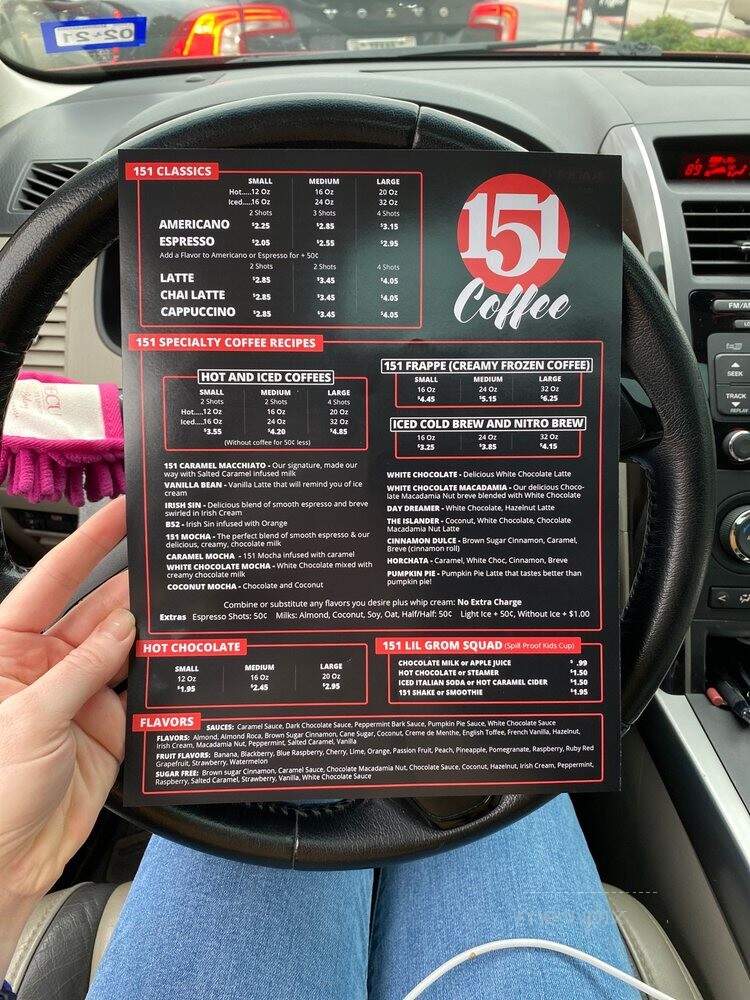 02-21
151 CLASSICS
SMALL MEDIUM LARGE
Hot.....12 Oz 16 Oz 20 Oz
Iced.....16 Oz 24 Oz 32 Oz
2 Shots 3 Shots 4 Shots
AMERICANO $2.25 $2.85 $3.15
ESPRESSO $2.05 $2.55 $2.95
Add a Flavor to Americano or Espresso for + 50¢
2 Shots 2 Shots 4 Shots
LATTE $2.85 $3.45 $4.05
CHAI LATTE $2.85 $3.45 $4.05
CAPPUCCINO $2.85 $3.45 $4.05
151
Coffee
151 SPECIALTY COFFEE RECIPES
HOT AND ICED COFFEES
SMALL MEDIUM LARGE
2 Shots 2 Shots 4 Shots
Hot.....12 Oz 16 Oz 20 Oz
Iced.....16 Oz 24 Oz 32 Oz
$3.55 $4.20 $4.85
(Without coffee for 50¢ less)
151 FRAPPE (CREAMY FROZEN COFFEE)
SMALL MEDIUM LARGE
16 Oz 24 Oz 32 Oz
$4.45 $5.15 $6.25
ICED COLD BREW AND NITRO BREW
16 Oz 24 Oz 32 Oz
$3.25 $3.85 $4.15
151 CARAMEL MACCHIATO - Our signature, made our
way with Salted Caramel infused milk
VANILLA BEAN - Vanilla Latte that will remind you of ice
cream
IRISH SIN - Delicious blend of smooth espresso and breve
swirled in Irish Cream
B52 - Irish Sin infused with Orange
151 MOCHA - The perfect blend of smooth espresso & our
delicious, creamy, chocolate milk
CARAMEL MOCHA - 151 Mocha infused with caramel
WHITE CHOCOLATE MOCHA - White Chocolate mixed with
creamy chocolate milk
COCONUT MOCHA - Chocolate and Coconut
WHITE CHOCOLATE - Delicious White Chocolate Latte
WHITE CHOCOLATE MACADAMIA - Our delicious Choco-
late Macadamia Nut breve blended with White Chocolate
DAY DREAMER - White Chocolate, Hazelnut Latte
THE ISLANDER - Coconut, White Chocolate, Chocolate
Macadamia Nut Latte
CINNAMON DULCE - Brown Sugar Cinnamon, Caramel,
Breve (cinnamon roll)
HORCHATA - Caramel, White Choc, Cinnamon, Breve
PUMPKIN PIE - Pumpkin Pie Latte that tastes better than
pumpkin pie!
Combine or substitute any flavors you desire plus whip cream: No Extra Charge
Extras Espresso Shots: 50¢ Milks: Almond, Coconut, Soy, Oat, Half/Half: 50¢ Light Ice + 50¢, Without Ice + $1.00
HOT CHOCOLATE
SMALL MEDIUM LARGE
12 Oz 16 Oz 20 Oz
$1.95 $2.45 $2.95
151 LIL GROM SQUAD (Spill Proof Kids Cup)
CHOCOLATE MILK or APPLE JUICE $ .99
HOT CHOCOLATE or STEAMER $1.50
ICED ITALIAN SODA or HOT CARAMEL CIDER $1.50
151 SHAKE or SMOOTHIE $1.95
FLAVORS
SAUCES: Caramel Sauce, Dark Chocolate Sauce, Peppermint Bark Sauce, Pumpkin Pie Sauce, White Chocolate Sauce
FLAVORS: Almond, Almond Roca, Brown Sugar Cinnamon, Cane Sugar, Coconut, Creme de Menthe, English Toffee, French Vanilla, Hazelnut,
Irish Cream, Macadamia Nut, Peppermint, Salted Caramel, Vanilla
FRUIT FLAVORS: Banana, Blackberry, Blue Raspberry, Cherry, Lime, Orange, Passion Fruit, Peach, Pineapple, Pomegranate, Raspberry, Ruby Red
Grapefruit, Strawberry, Watermelon
SUGAR FREE: Brown sugar Cinnamon, Caramel Sauce, Chocolate Macadamia Nut, Chocolate Sauce, Coconut, Hazelnut, Irish Cream, Peppermint,
Raspberry, Salted Caramel, Strawberry, Vanilla, White Chocolate Sauce
SEEK
TRACK
REPLAY